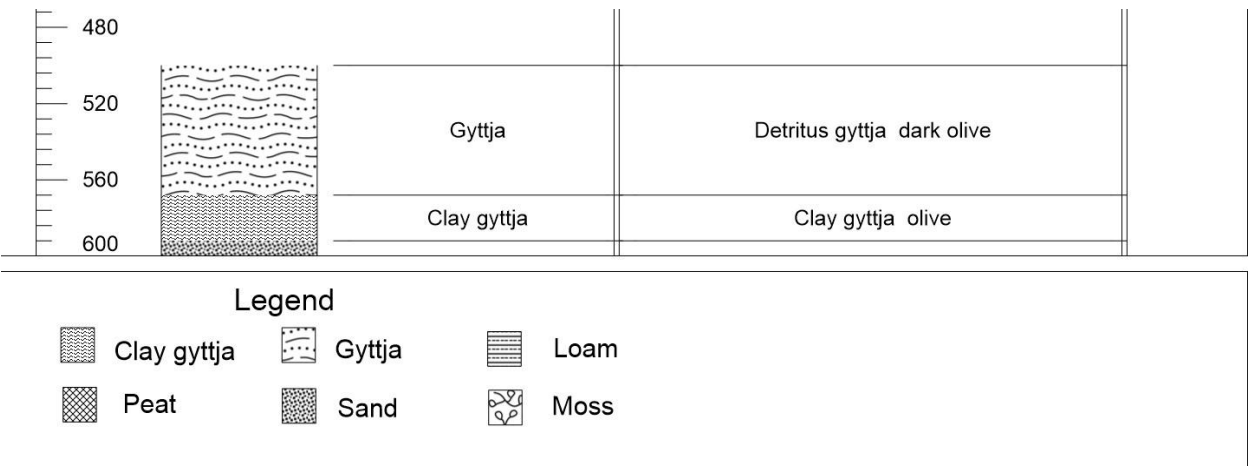 480
520
Gyttja Detritus gyttja dark olive
560
Clay gyttja Clay gyttja olive
600
Legend
Clay gyttja Gyttja Loam
Peat Sand Moss